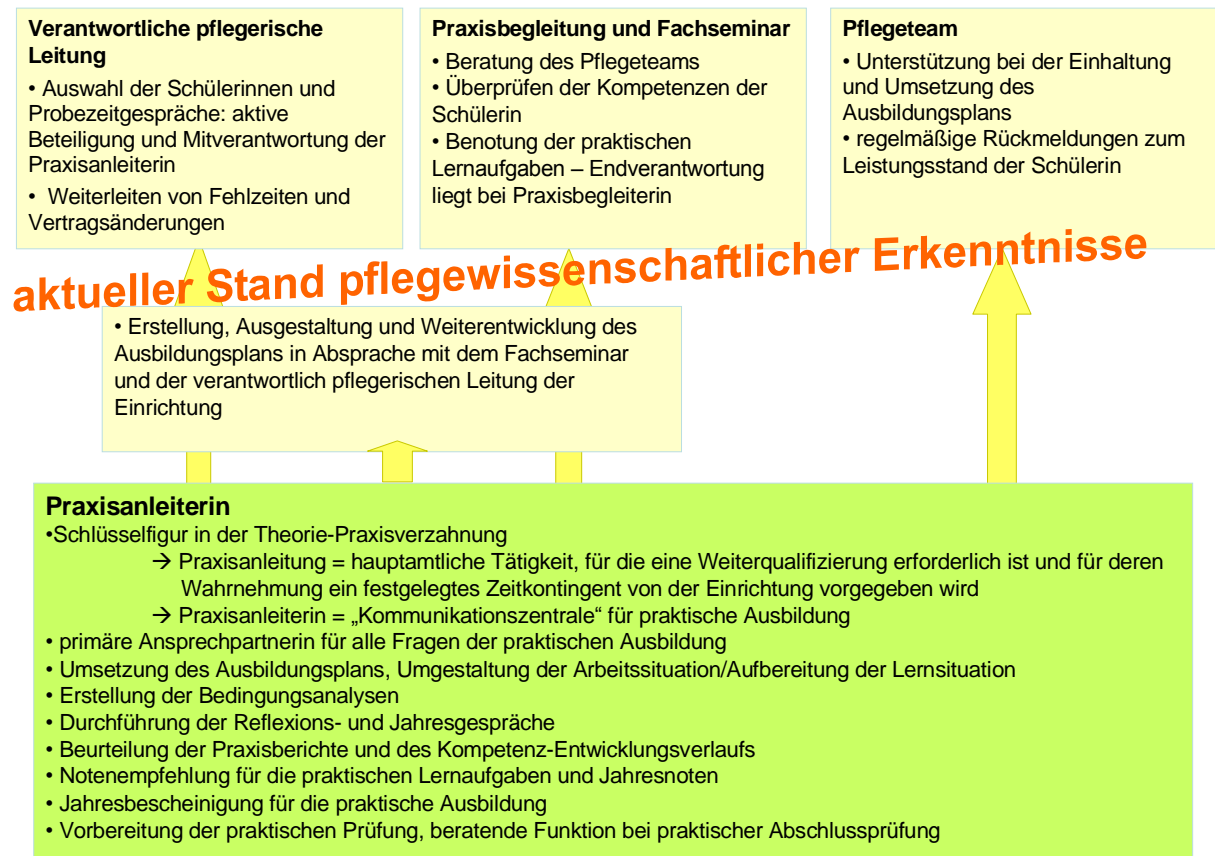 Verantwortliche pflegerische
Leitung
• Auswahl der Schülerinnen und
Probezeitgespräche: aktive
Beteiligung und Mitverantwortung der
Praxisanleiterin
• Weiterleiten von Fehlzeiten und
Vertragsänderungen
Praxisbegleitung und Fachseminar
• Beratung des Pflegeteams
• Überprüfen der Kompetenzen der
Schülerin
• Benotung der praktischen
Lernaufgaben – Endverantwortung
liegt bei Praxisbegleiterin
Pflegeteam
• Unterstützung bei der Einhaltung
und Umsetzung des
Ausbildungsplans
• regelmäßige Rückmeldungen zum
Leistungsstand der Schülerin
aktueller Stand pflegewissenschaftlicher Erkenntnisse
• Erstellung, Ausgestaltung und Weiterentwicklung des
Ausbildungsplans in Absprache mit dem Fachseminar
und der verantwortlich pflegerischen Leitung der
Einrichtung
Praxisanleiterin
•Schlüsselfigur in der Theorie-Praxisverzahnung
→ Praxisanleitung = hauptamtliche Tätigkeit, für die eine Weiterqualifizierung erforderlich ist und für deren
Wahrnehmung ein festgelegtes Zeitkontingent von der Einrichtung vorgegeben wird
→ Praxisanleiterin = „Kommunikationszentrale“ für praktische Ausbildung
• primäre Ansprechpartnerin für alle Fragen der praktischen Ausbildung
• Umsetzung des Ausbildungsplans, Umgestaltung der Arbeitssituation/Aufbereitung der Lernsituation
• Erstellung der Bedingungsanalysen
• Durchführung der Reflexions- und Jahresgespräche
• Beurteilung der Praxisberichte und des Kompetenz-Entwicklungsverlaufs
• Notenempfehlung für die praktischen Lernaufgaben und Jahresnoten
• Jahresbescheinigung für die praktische Ausbildung
• Vorbereitung der praktischen Prüfung, beratende Funktion bei praktischer Abschlussprüfung